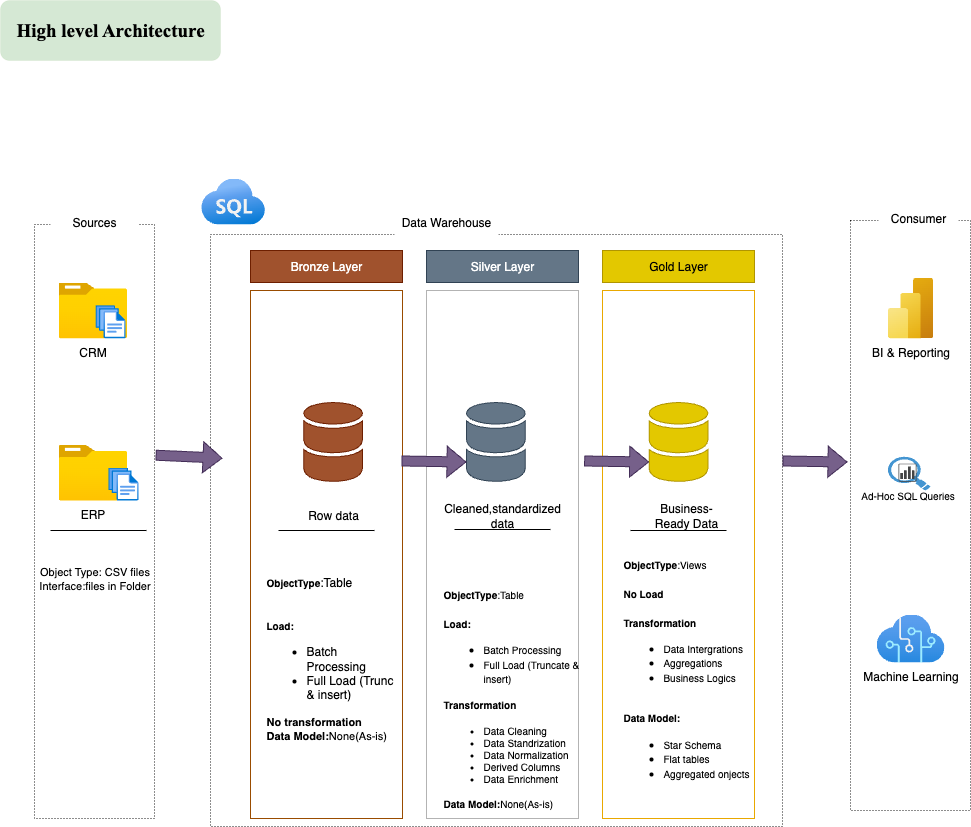 High level Architecture
SQL
Sources
CRM
ERP
Object Type: CSV files
Interface:files in Folder
Data Warehouse
Bronze Layer
Row data
ObjectType:Table
Load:
Batch
Processing
Full Load (Trunc
& insert)
No transformation
Data Model:None(As-is)
Silver Layer
Cleaned,standardized
data
ObjectType:Table
Load:
Batch Processing
Full Load (Truncate &
insert)
Transformation
Data Cleaning
Data Standrization
Data Normalization
Derived Columns
Data Enrichment
Data Model:None(As-is)
Gold Layer
Business-
Ready Data
ObjectType:Views
No Load
Transformation
Data Intergrations
Aggregations
Business Logics
Data Model:
Star Schema
Flat tables
Aggregated onjects
Consumer
BI & Reporting
Ad-Hoc SQL Queries
Machine Learning